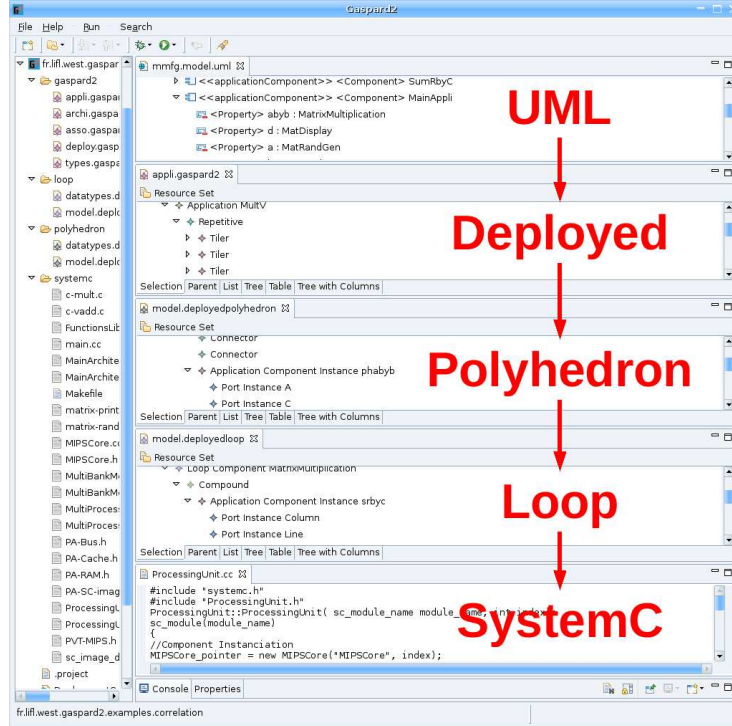 Gaspard2
File Help Run Search
fr.lifl.west.gaspar
gaspard2
appli.gaspar
archi.gaspa
asso.gaspar
deploy.gasp
types.gaspa
loop
datatypes.d
model.deplo
polyhedron
datatypes.d
model.deplo
systemc
c-mult.c
c-vadd.c
FunctionsLib
main.cc
MainArchite
MainArchite
Makefile
matrix-print
matrix-rand
MIPSCore.cc
MIPSCore.h
MultiBankM
MultiBankM
MultiProces
MultiProces
PA-Bus.h
PA-Cache.h
PA-RAM.h
PA-SC-imag
ProcessingU
ProcessingU
PVT-MIPS.h
sc_image_d
.project
mmfg.model.uml
<<applicationComponent>> <Component> SumRbyC
<<applicationComponent>> <Component> MainAppli
<Property> abyb : MatrixMultiplication
<Property> d : MatDisplay
<Property> a : MatRandGen
UML
appli.gaspard2
Resource Set
Application MultV
Repetitive
Tiler
Tiler
Tiler
Selection Parent List Tree Table Tree with Columns
Deployed
model.deployedpolyhedron
Resource Set
Connector
Connector
Application Component Instance phabyb
Port Instance A
Port Instance C
Selection Parent List Tree Table Tree with Columns
Polyhedron
model.deployedloop
Resource Set
Loop Component MatrixMultiplication
Compound
Application Component Instance srbyc
Port Instance Column
Port Instance Line
Selection Parent List Tree Table Tree with Columns
Loop
ProcessingUnit.cc
#include "systemc.h"
#include "ProcessingUnit.h"
ProcessingUnit::ProcessingUnit( sc_module_name module_name, int index
sc_module(module_name)
{
//Component Instanciation
MIPSCore_pointer = new MIPSCore("MIPSCore", index);
SystemC
Console Properties
fr.lifl.west.gaspard2.examples.correlation